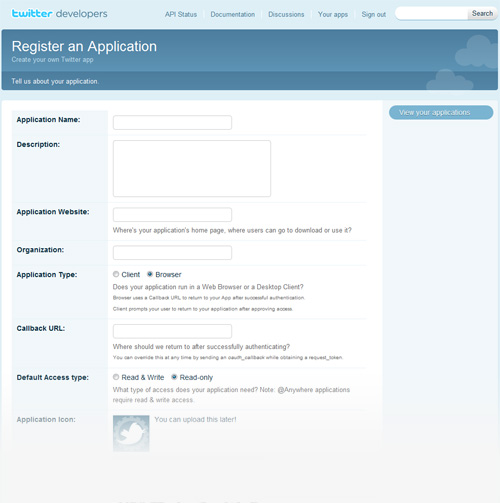 twitter developers
API Status Documentation Discussions Your apps Sign out Search
Register an Application
Create your own Twitter app
Tell us about your application.
View your applications
Application Name:
Description:
Application Website:
Where's your application's home page, where users can go to download or use it?
Organization:
Application Type: Client Browser
Does your application run in a Web Browser or a Desktop Client?
Browser uses a Callback URL to return to your App after successful authentication.
Client prompts your user to return to your application after approving access.
Callback URL:
Where should we return to after successfully authenticating?
You can override this at any time by sending an oauth_callback while obtaining a request_token.
Default Access type: Read & Write Read-only
What type of access does your application need? Note: @Anywhere applications
require read & write access.
Application Icon: You can upload this later!